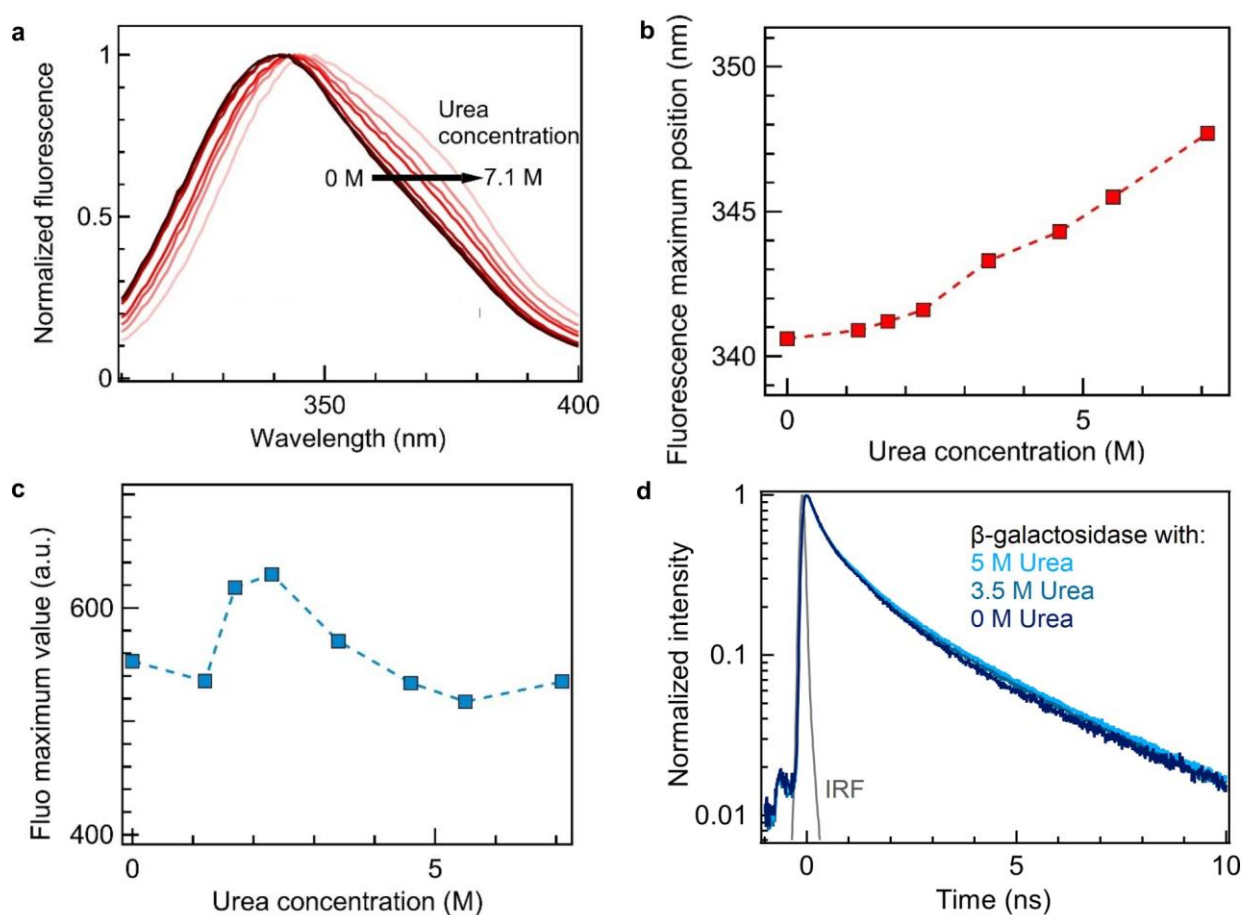 a
Normalized fluorescence
1
0.5
0
Urea
concentration
0 M
7.1 M
350
400
Wavelength (nm)
b
Fluorescence maximum position (nm)
350
345
340
0
5
Urea concentration (M)
c
Fluo maximum value (a.u.)
600
400
0
5
Urea concentration (M)
d
Normalized intensity
1
0.1
0.01
β-galactosidase with:
5 M Urea
3.5 M Urea
0 M Urea
IRF
0
5
10
Time (ns)